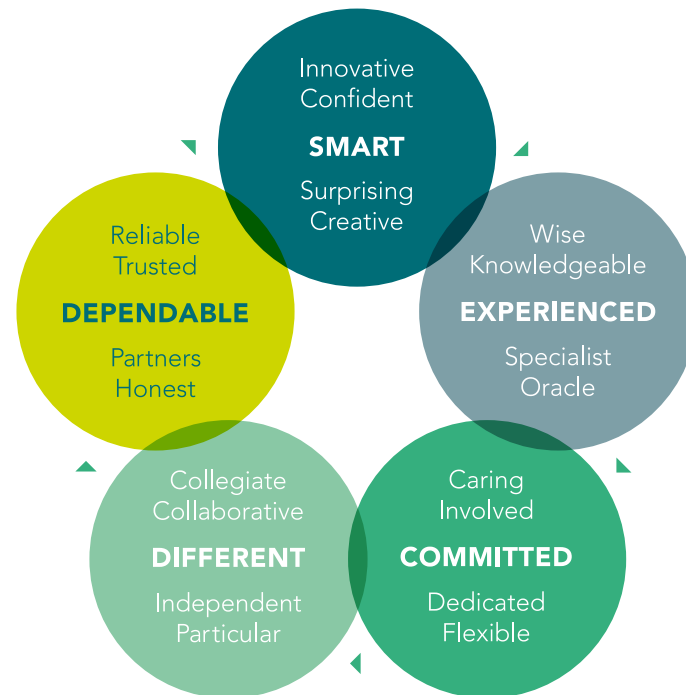 Innovative
Confident
SMART
Surprising
Creative
Reliable
Trusted
DEPENDABLE
Partners
Honest
Wise
Knowledgeable
EXPERIENCED
Specialist
Oracle
Collegiate
Collaborative
DIFFERENT
Independent
Particular
Caring
Involved
COMMITTED
Dedicated
Flexible